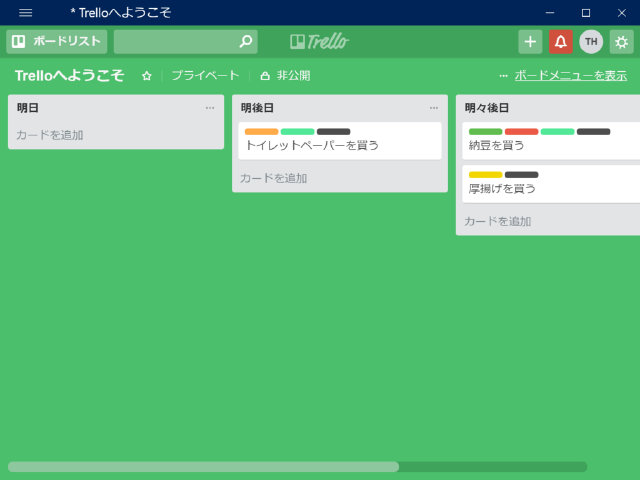 * Trelloへようこそ
ボードリスト
Trello
TH
Trelloへようこそ
プライベート
非公開
··· ボードメニューを表示
明日 ···
カードを追加
明後日 ···
トイレットペーパーを買う
カードを追加
明々後日
納豆を買う
厚揚げを買う
カードを追加